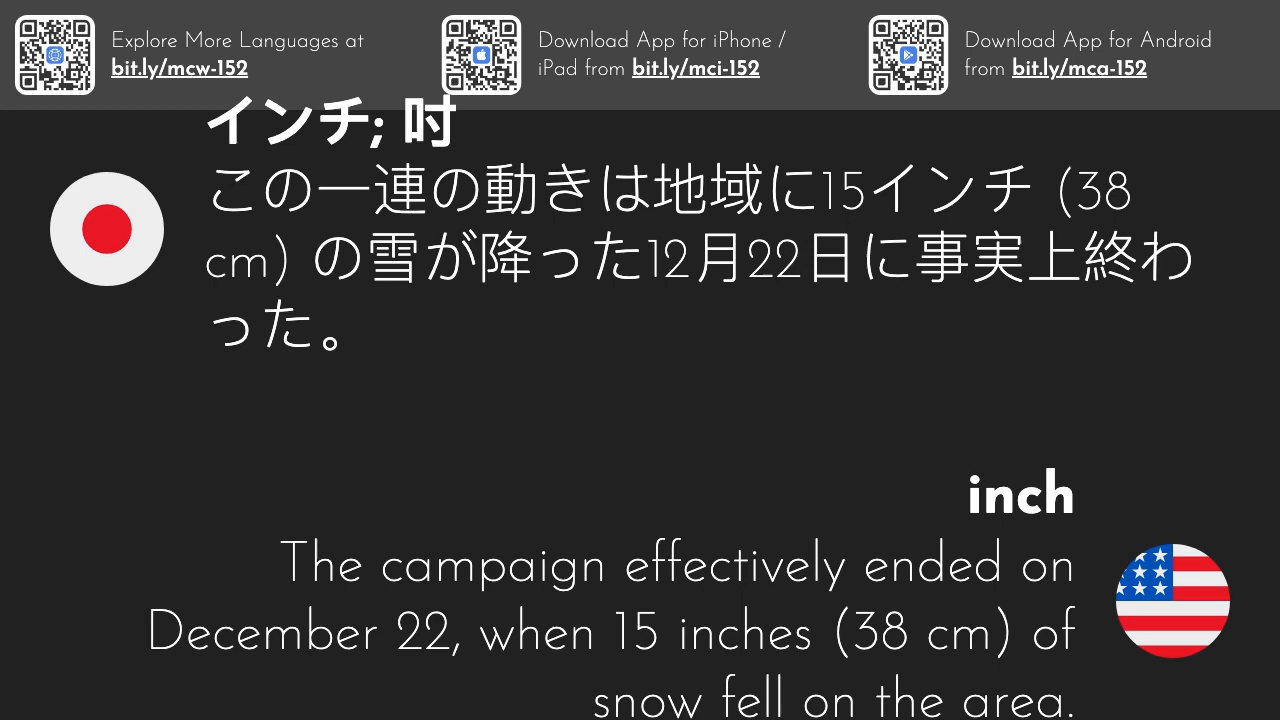 Explore More Languages at
bit.ly/mcw-152
Download App for iPhone /
iPad from bit.ly/mci-152
Download App for Android
from bit.ly/mca-152
インチ; 吋
この一連の動きは地域に15インチ (38
cm) の雪が降った12月22日に事実上終わ
った。
inch
The campaign effectively ended on
December 22, when 15 inches (38 cm) of
snow fell on the area.